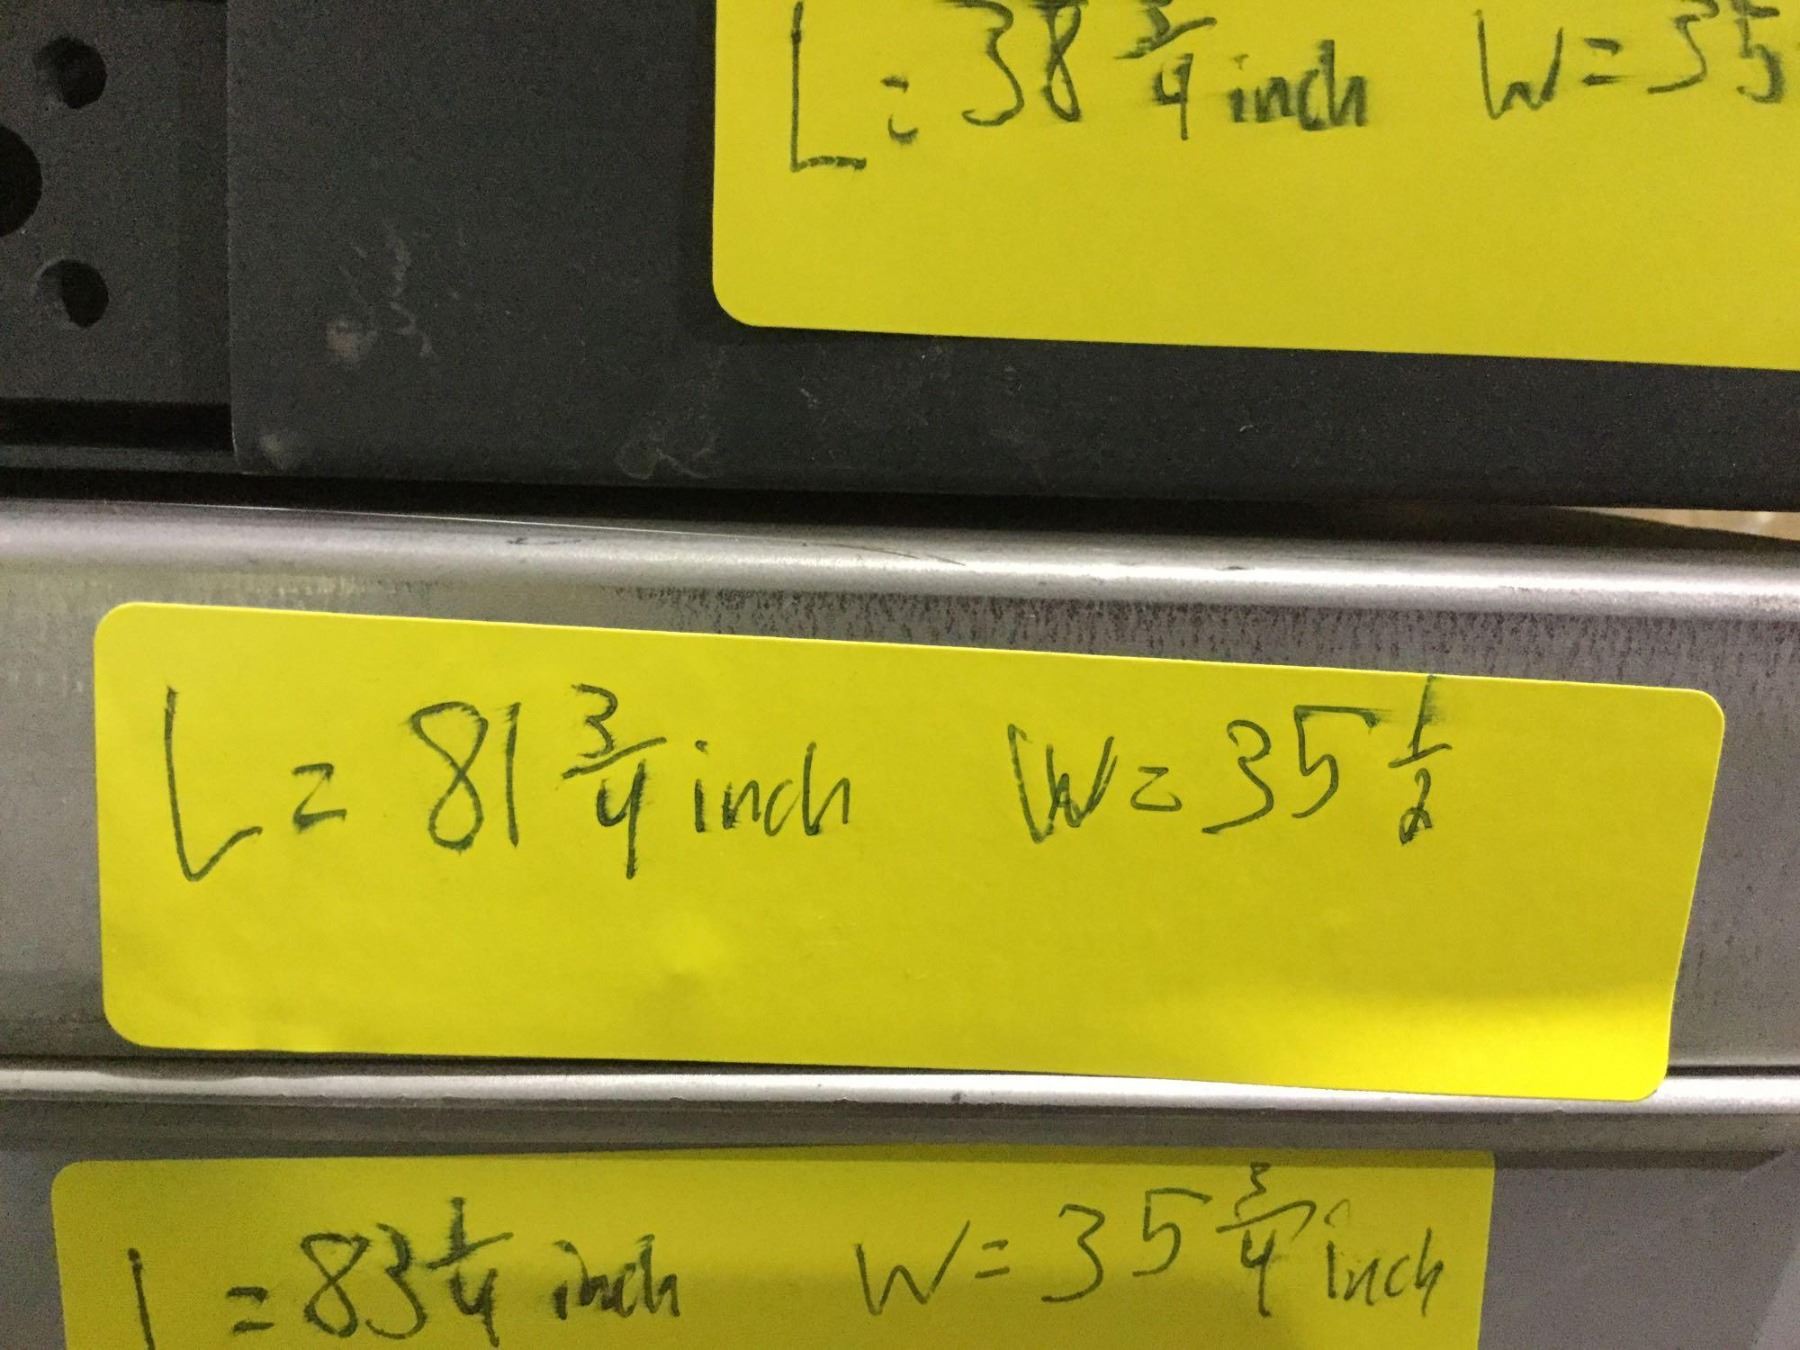 L = 38 3/4 inch W = 35
L = 81 3/4 inch W = 35 1/2
L = 83 1/4 inch W = 35 3/4 inch